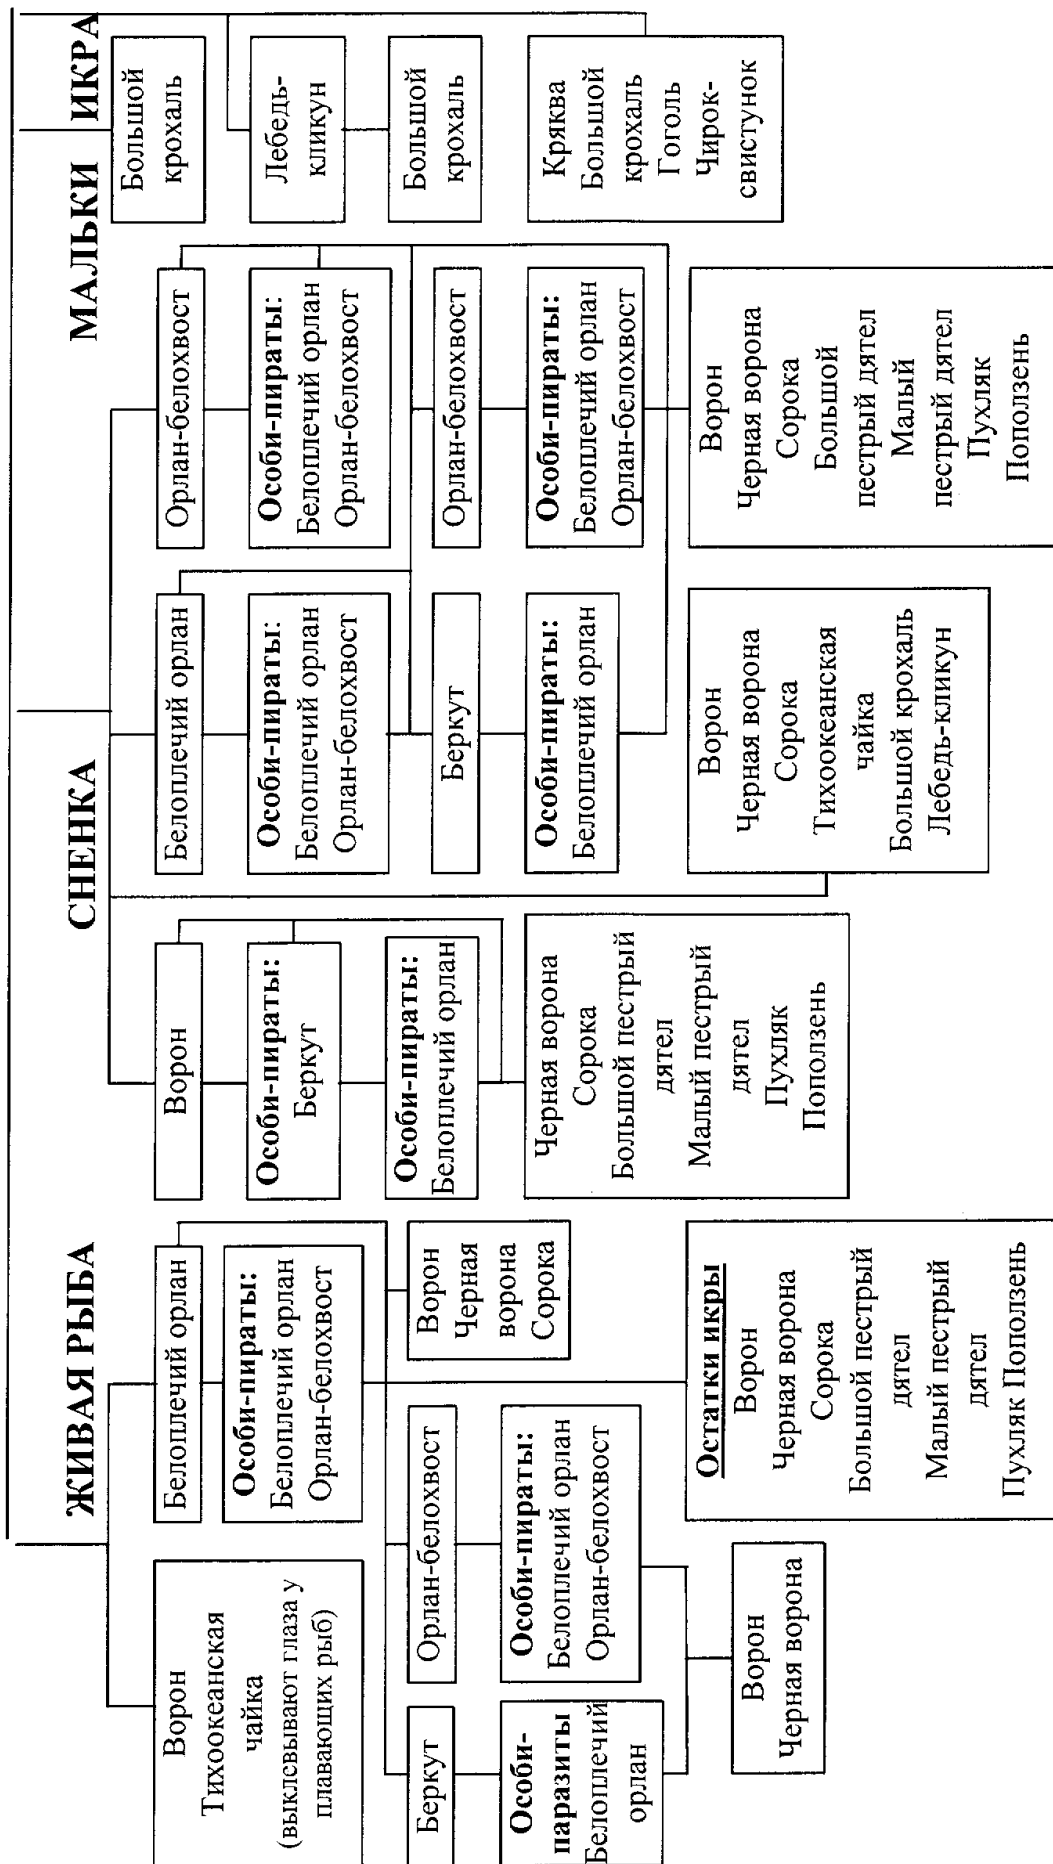 ЖИВАЯ РЫБА
СНЕНКА
МАЛЬКИ
ИКРА
Ворон
Тихоокеанская
чайка
(выклевывают глаза у
плавающих рыб)
Белоплечий орлан
Особи-пираты:
Белоплечий орлан
Орлан-белохвост
Беркут
Особи-
паразиты
Белоплечий
орлан
Орлан-белохвост
Особи-пираты:
Белоплечий орлан
Орлан-белохвост
Ворон
Черная
ворона
Сорока
Ворон
Черная ворона
Остатки икры
Ворон
Черная ворона
Сорока
Большой пестрый
дятел
Малый пестрый
дятел
Пухляк Поползень
Ворон
Особи-пираты:
Беркут
Особи-пираты:
Белоплечий орлан
Черная ворона
Сорока
Большой пестрый
дятел
Малый пестрый
дятел
Пухляк
Поползень
Белоплечий орлан
Особи-пираты:
Белоплечий орлан
Орлан-белохвост
Беркут
Особи-пираты:
Белоплечий орлан
Ворон
Черная ворона
Сорока
Тихоокеанская
чайка
Большой крохаль
Лебедь-кликун
Орлан-белохвост
Особи-пираты:
Белоплечий орлан
Орлан-белохвост
Орлан-белохвост
Особи-пираты:
Белоплечий орлан
Орлан-белохвост
Ворон
Черная ворона
Сорока
Большой
пестрый дятел
Малый
пестрый дятел
Пухляк
Поползень
Большой
крохаль
Лебедь-
кликун
Большой
крохаль
Кряква
Большой
крохаль
Гоголь
Чирок-
свистунок